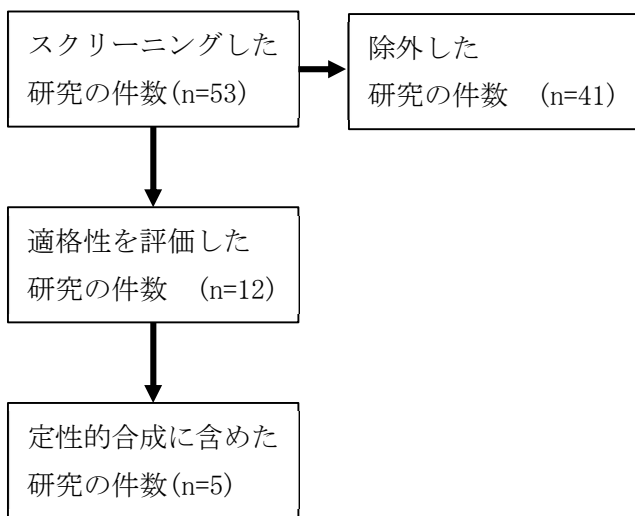 スクリーニングした
研究の件数(n=53)
除外した
研究の件数　(n=41)
適格性を評価した
研究の件数　(n=12)
定性的合成に含めた
研究の件数(n=5)